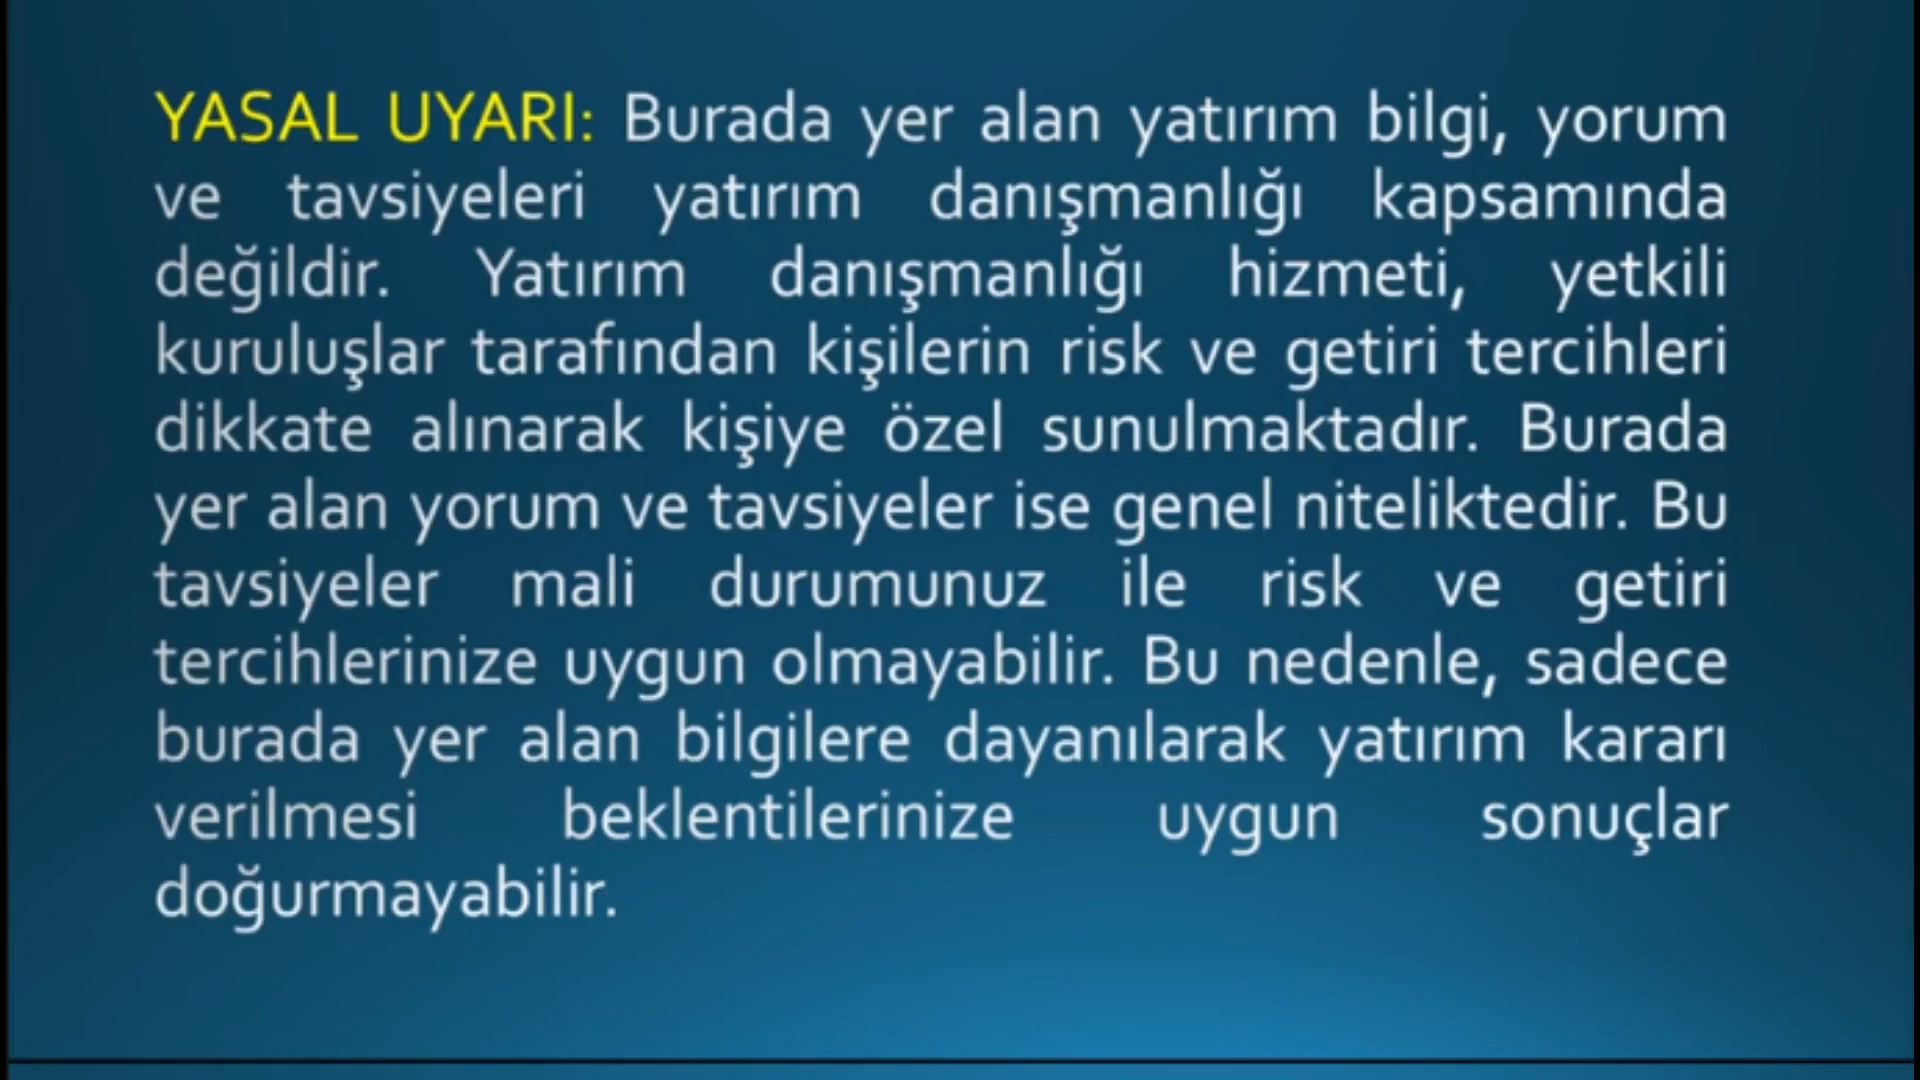 YASAL UYARI: Burada yer alan yatırım bilgi, yorum
ve tavsiyeleri yatırım danışmanlığı kapsamında
değildir. Yatırım danışmanlığı hizmeti, yetkili
kuruluşlar tarafından kişilerin risk ve getiri tercihleri
dikkate alınarak kişiye özel sunulmaktadır. Burada
yer alan yorum ve tavsiyeler ise genel niteliktedir. Bu
tavsiyeler mali durumunuz ile risk ve getiri
tercihlerinize uygun olmayabilir. Bu nedenle, sadece
burada yer alan bilgilere dayanılarak yatırım kararı
verilmesi beklentilerinize uygun sonuçlar
doğurmayabilir.